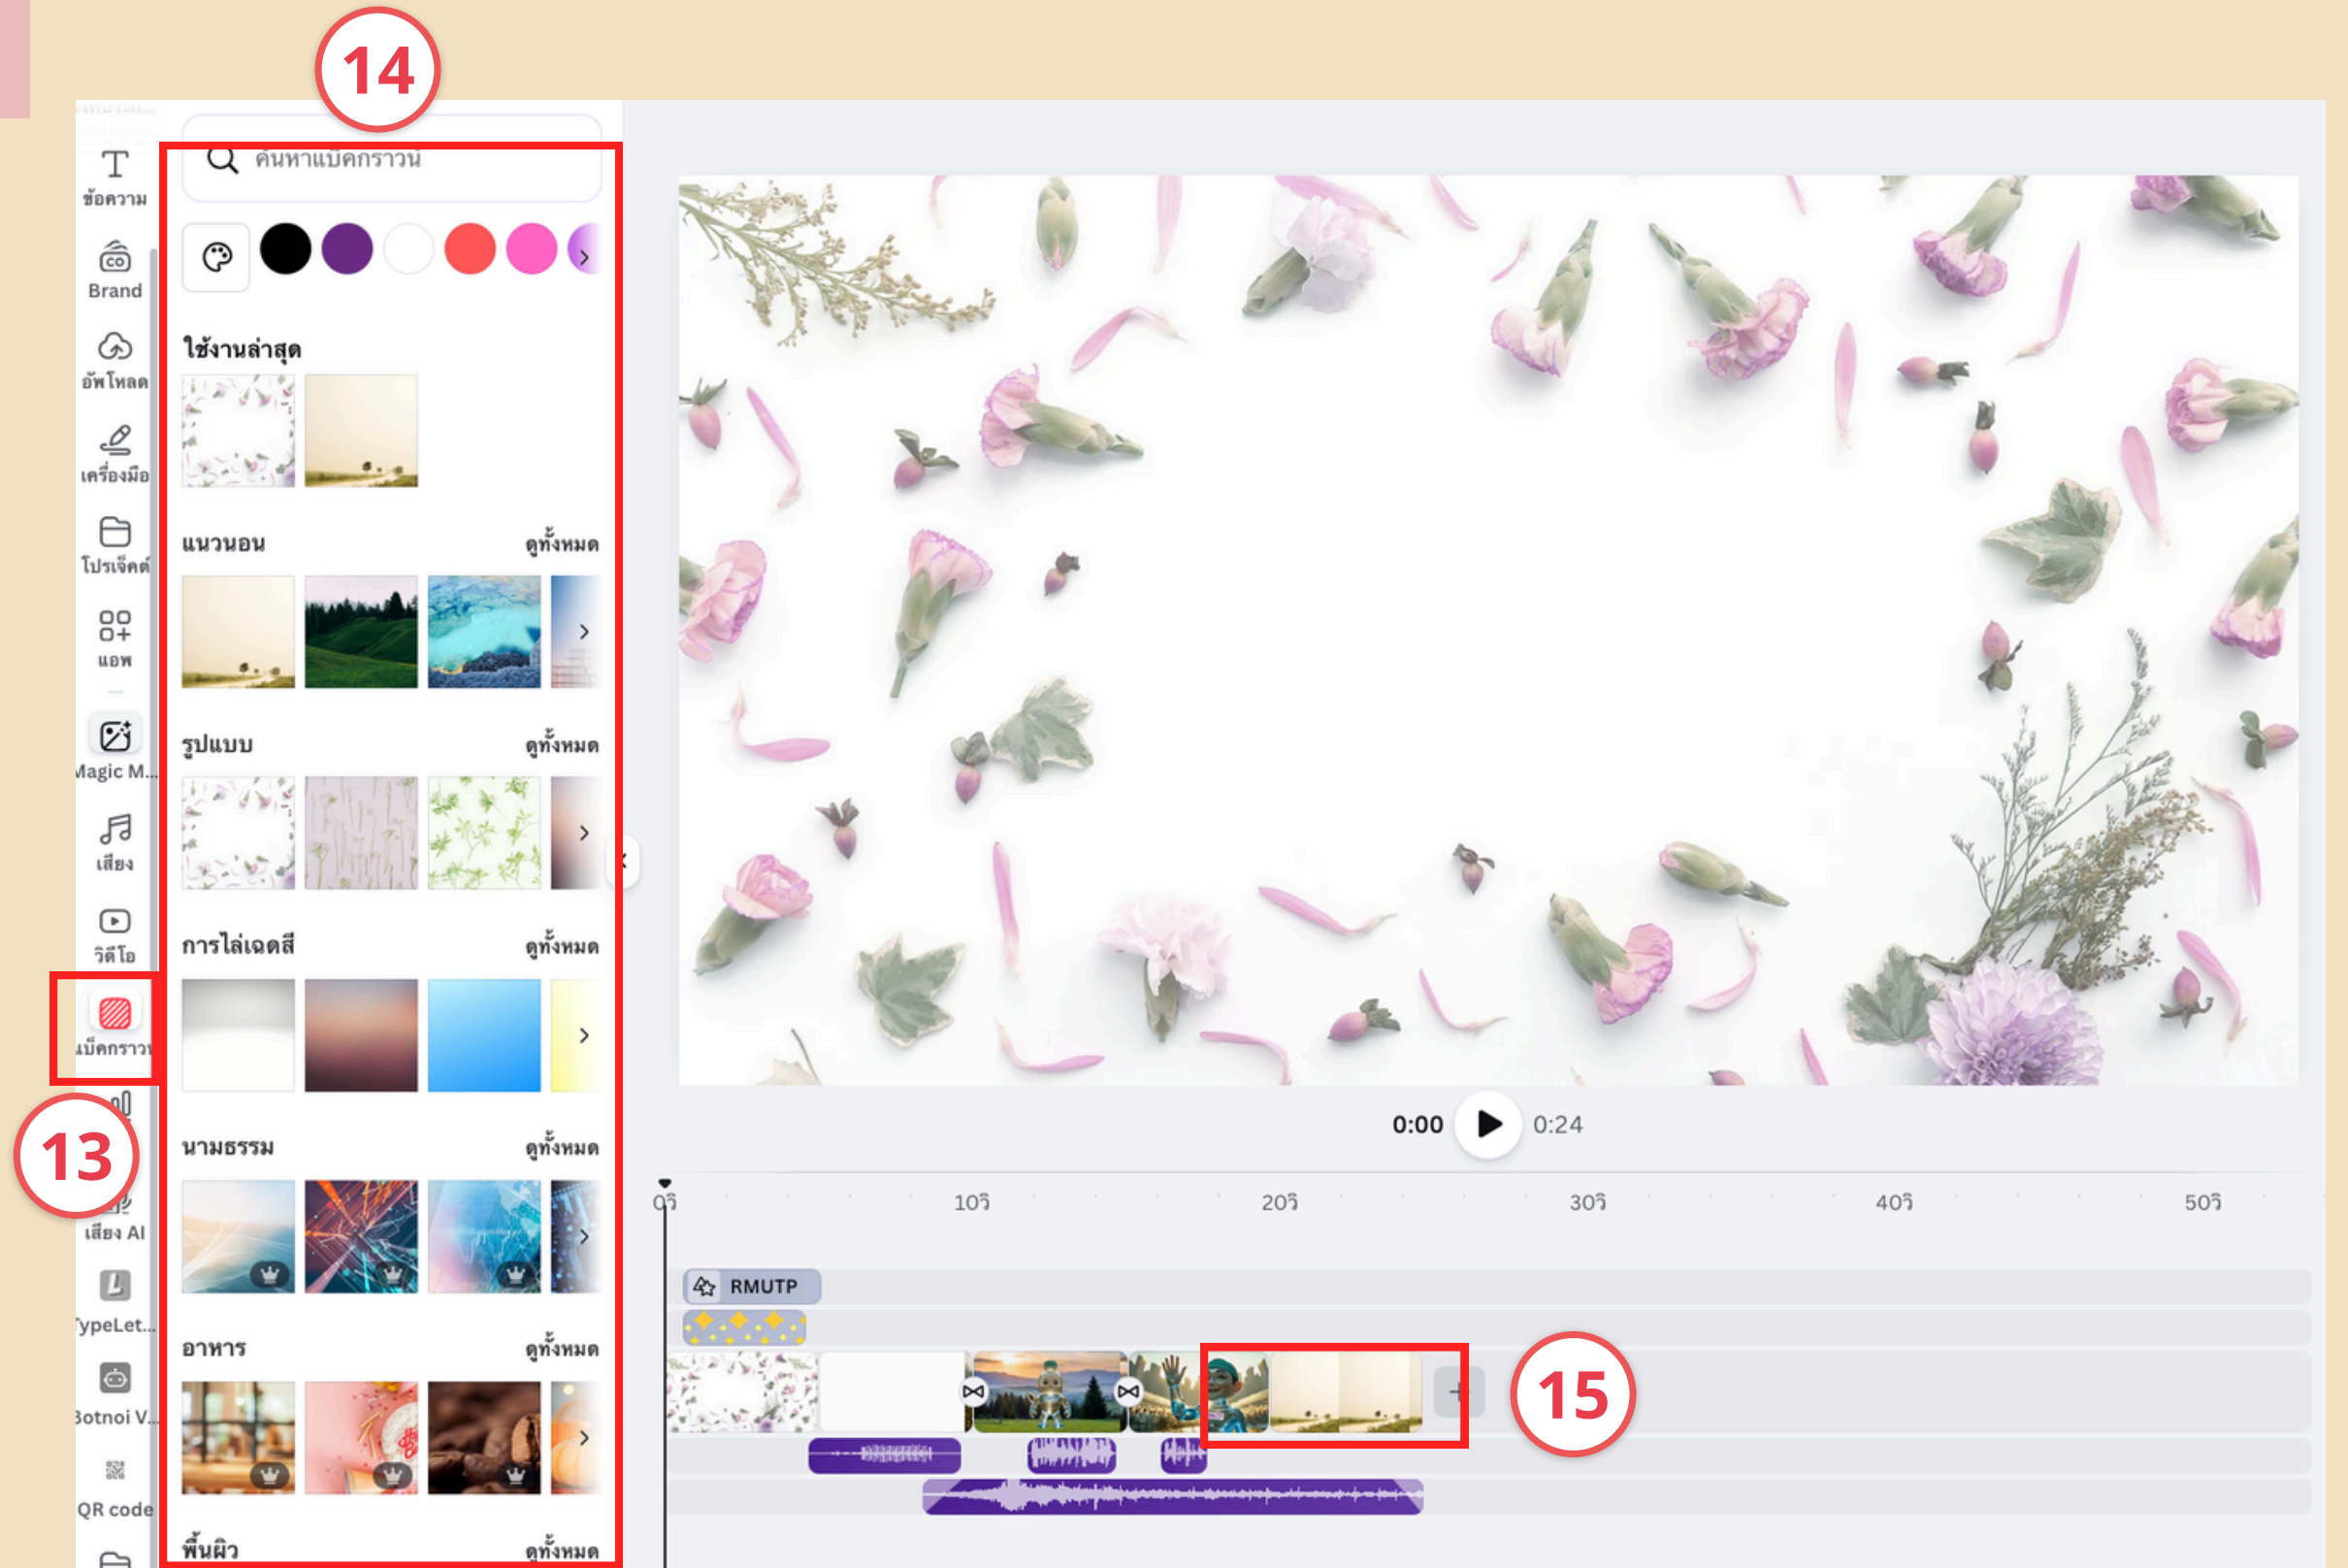 14
ค้นหาแบ็คกราวน์
ข้อความ
Brand
อัพโหลด
เครื่องมือ
โปรเจ็คต์
แอพ
Magic M...
เสียง
วิดีโอ
แบ็คกราวน์
13
เสียง AI
TypeLet...
Botnoi V...
QR code
ใช้งานล่าสุด
แนวนอน ดูทั้งหมด
รูปแบบ ดูทั้งหมด
การไล่เฉดสี ดูทั้งหมด
นามธรรม ดูทั้งหมด
อาหาร ดูทั้งหมด
พื้นผิว ดูทั้งหมด
0:00 0:24
0วิ 10วิ 20วิ 30วิ 40วิ 50วิ
RMUTP
15